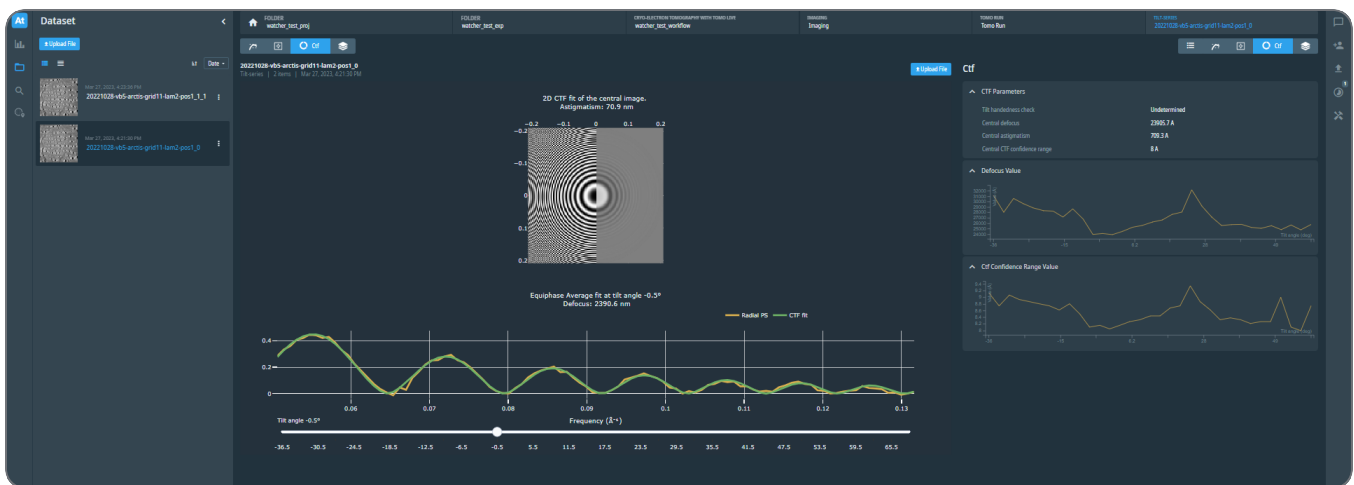 At
Dataset
FOLDER
watcher_test_proj
FOLDER
watcher_test_exp
CRYO-ELECTRON TOMOGRAPHY WITH TOMO LIVE
watcher_test_workflow
IMAGING
Imaging
TOMO RUN
Tomo Run
TILT-SERIES
20221028-vb5-arctis-grid11-lam2-pos1_0
Upload File
Ctf
Ctf
Date
20221028-vb5-arctis-grid11-lam2-pos1_0
Tilt-series | 2 items | Mar 27, 2023, 4:21:30 PM
Upload File
Ctf
Mar 27, 2023, 4:22:30 PM
20221028-vb5-arctis-grid11-lam2-pos1_1_1
Mar 27, 2023, 4:21:30 PM
20221028-vb5-arctis-grid11-lam2-pos1_0
2D CTF fit of the central image.
Astigmatism: 70.9 nm
-0.2 -0.1 0 0.1 0.2
-0.2
-0.1
0
0.1
0.2
Equiphase Average fit at tilt angle -0.5°
Defocus: 2390.6 nm
Radial PS CTF fit
0.4
0.2
0
0.06 0.07 0.08 0.09 0.1 0.11 0.12 0.13
Tilt angle -0.5°
Frequency (Å⁻¹)
-36.5 -30.5 -24.5 -18.5 -12.5 -6.5 -0.5 5.5 11.5 17.5 23.5 29.5 35.5 41.5 47.5 53.5 59.5 65.5
CTF Parameters
Tilt handedness check Undetermined
Central defocus 23905.7 A
Central astigmatism 709.3 A
Central CTF confidence range 8 A
Defocus Value
Tilt angle (deg)
Ctf Confidence Range Value
Tilt angle (deg)